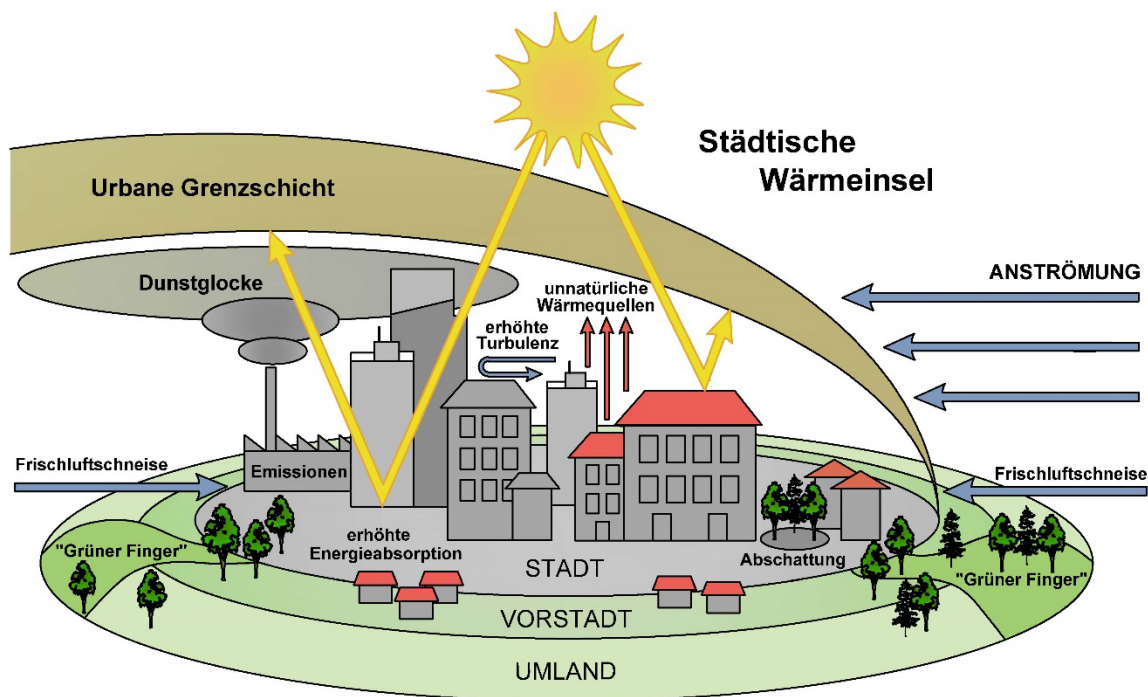 Städtische
Wärmeinsel
Urbane Grenzschicht
Dunstglocke
ANSTRÖMUNG
unnatürliche
Wärmequellen
erhöhte
Turbulenz
Frischluftschneise
Emissionen
Frischluftschneise
erhöhte
Energieabsorption
"Grüner Finger"
Abschattung
STADT
"Grüner Finger"
VORSTADT
UMLAND